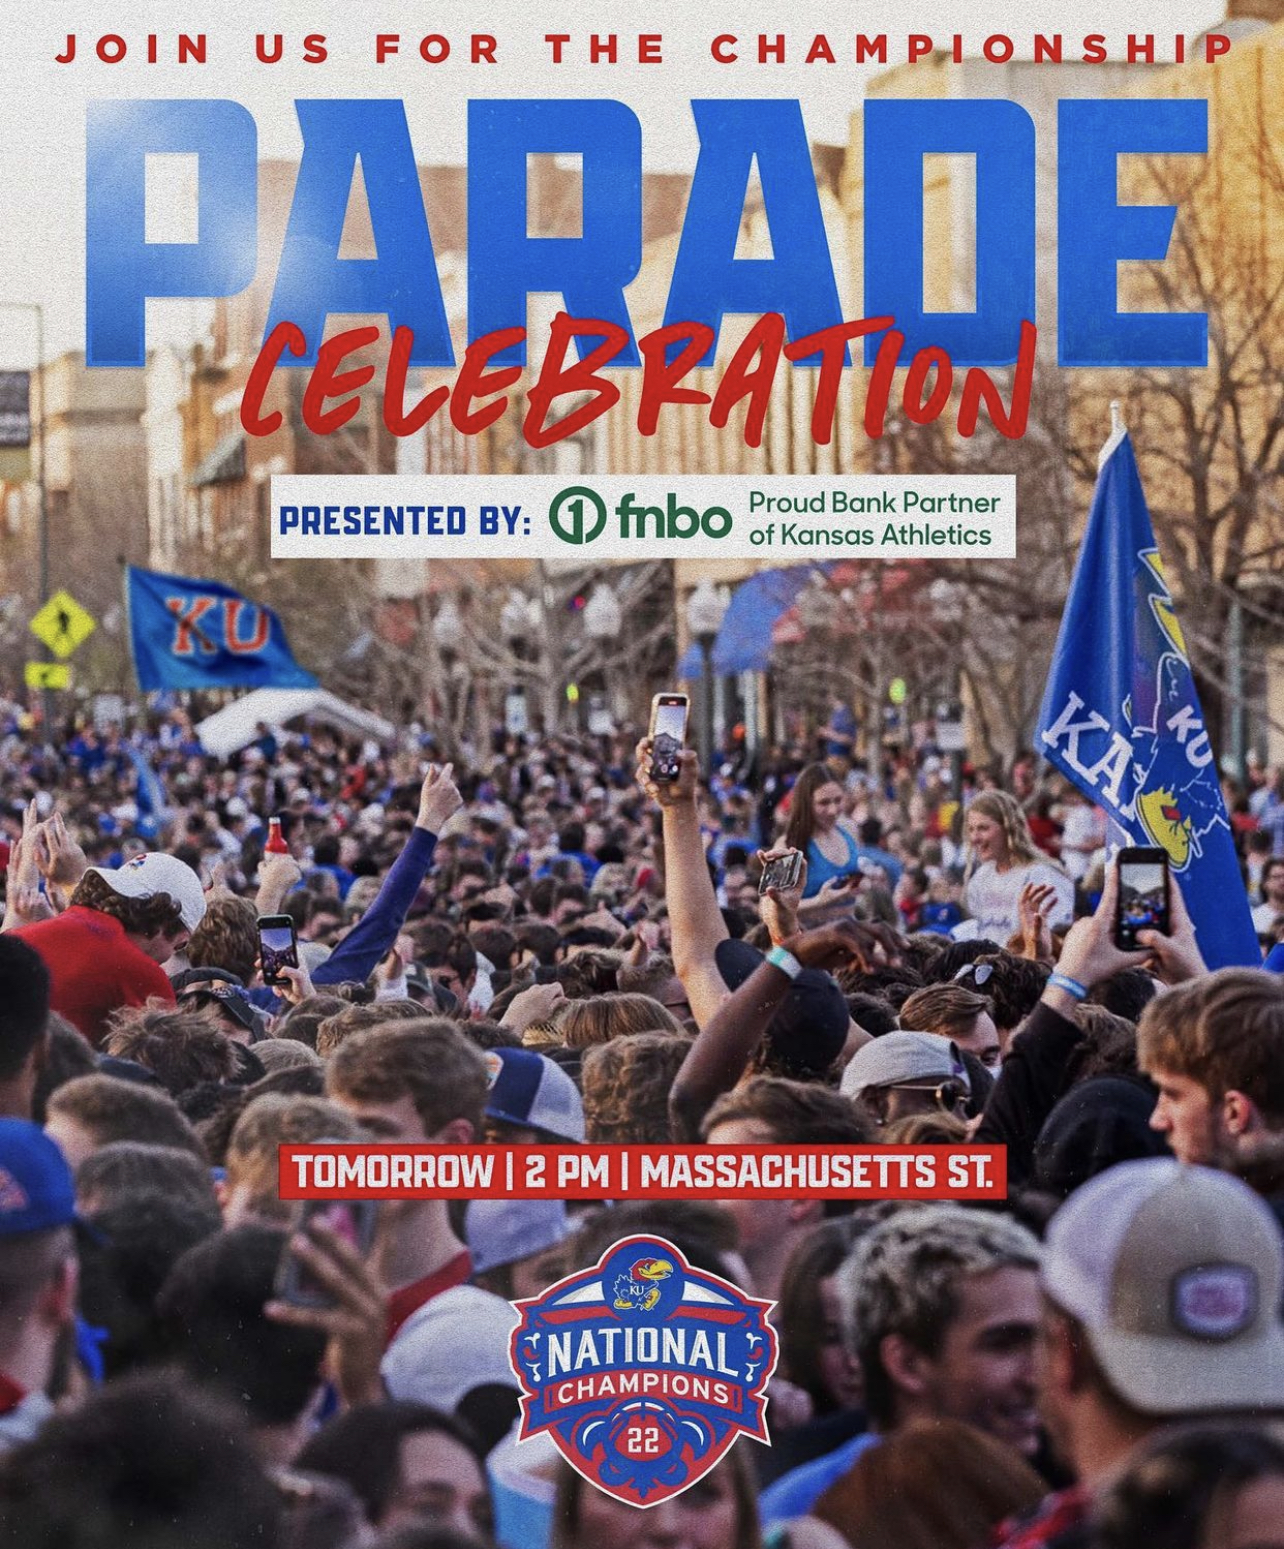 JOIN US FOR THE CHAMPIONSHIP
PARADE
CELEBRATION
PRESENTED BY: 1 fnbo Proud Bank Partner
of Kansas Athletics
KU
KU
KA
TOMORROW | 2 PM | MASSACHUSETTS ST.
KU
NATIONAL
CHAMPIONS
22